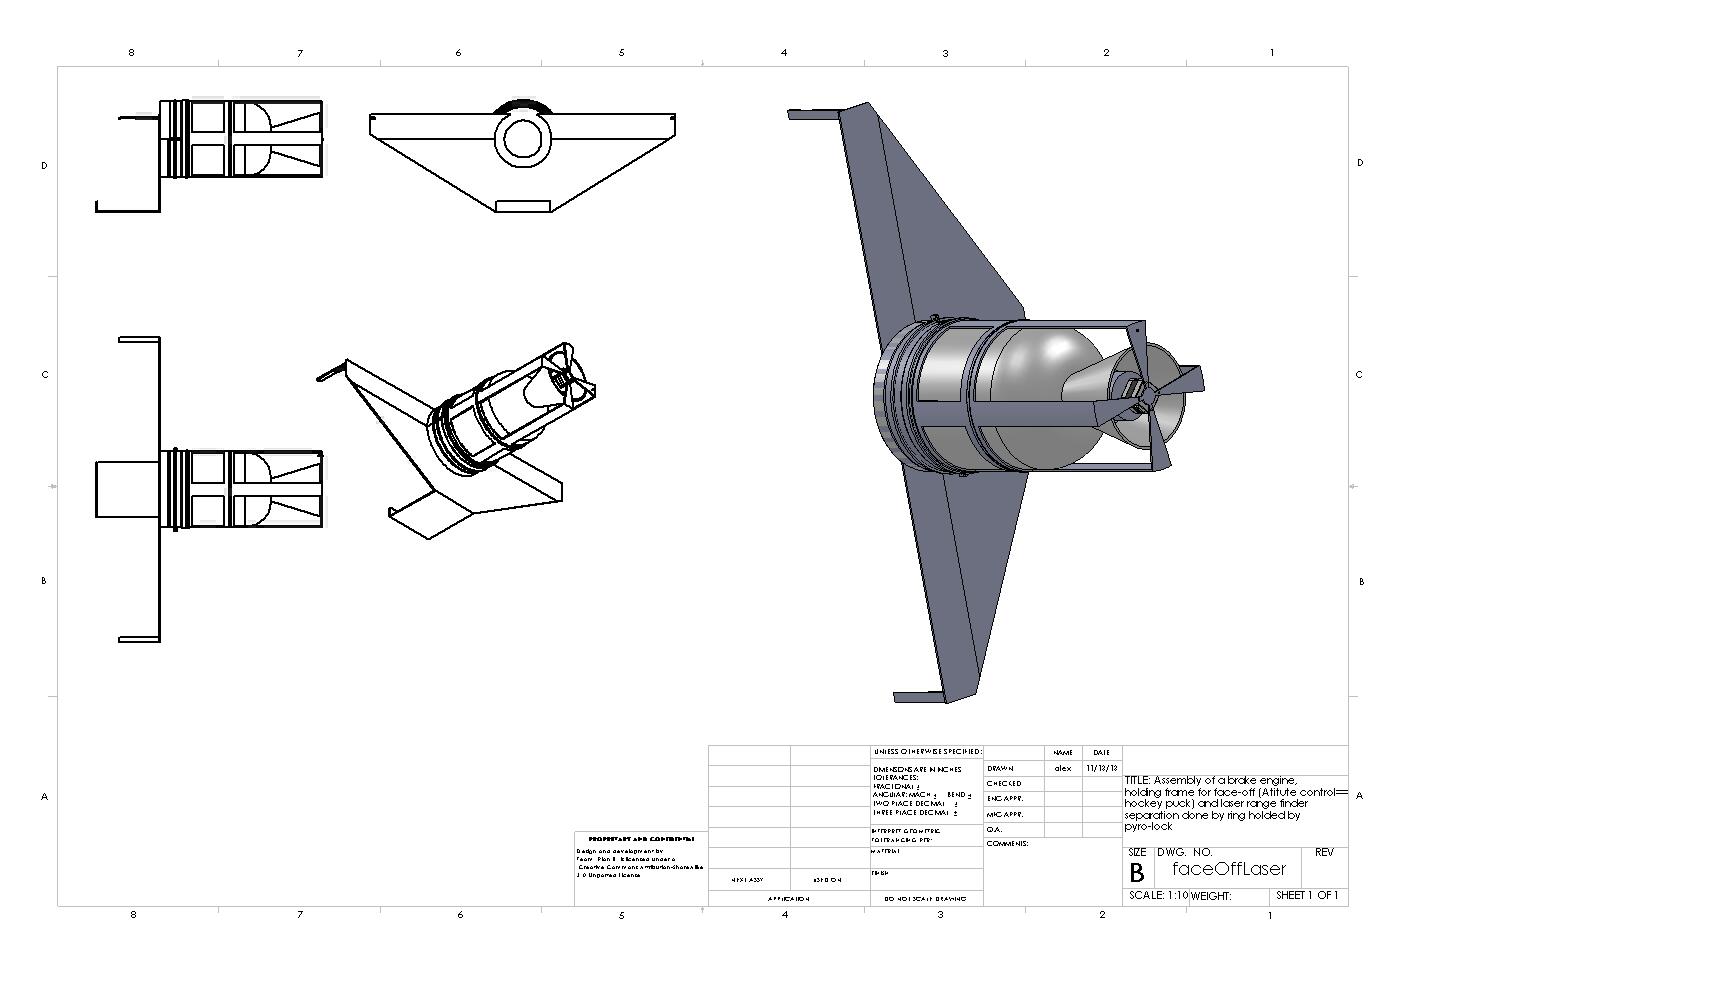 8 7 6 5 4 3 2 1
D D
C C
B B
A A
UNLESS OTHERWISE SPECIFIED:
NAME DATE
DIMENSIONS ARE IN INCHES
TOLERANCES:
FRACTIONAL ±
ANGULAR: MACH ± BEND ±
TWO PLACE DECIMAL ±
THREE PLACE DECIMAL ±
DRAWN alex 11/13/13
CHECKED
ENG APPR.
MFG APPR.
Q.A.
COMMENTS:
INTERPRET GEOMETRIC
TOLERANCING PER:
MATERIAL
FINISH
TITLE: Assembly of a brake engine,
holding frame for face-off (Atitute control==
hockey puck) and laser range finder
separation done by ring holded by
pyro-lock
PROPRIETARY AND CONFIDENTIAL
Design and development by
Team Plan B is licensed under a
Creative Commons Attribution-ShareAlike
3.0 Unported License
NEXT ASSY USED ON
APPLICATION
DO NOT SCALE DRAWING
SIZE DWG. NO. REV
B faceOffLaser
SCALE: 1:10 WEIGHT: SHEET 1 OF 1
8 7 6 5 4 3 2 1